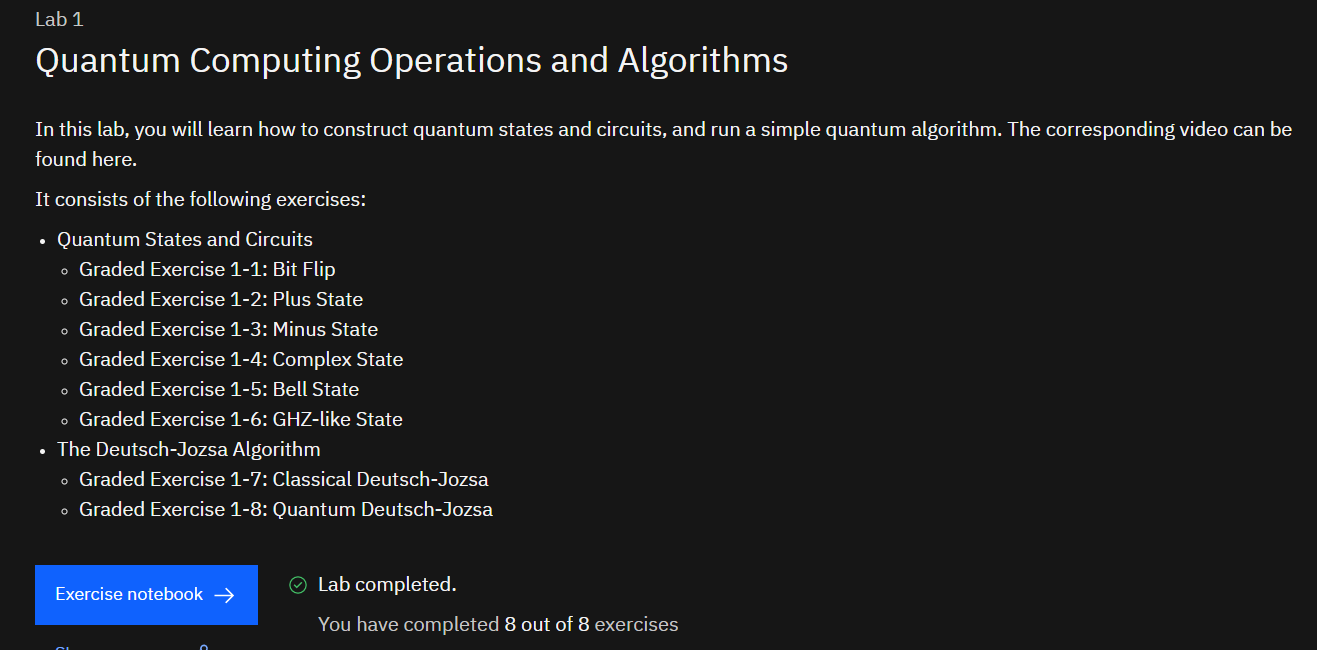 Lab 1
Quantum Computing Operations and Algorithms
In this lab, you will learn how to construct quantum states and circuits, and run a simple quantum algorithm. The corresponding video can be
found here.
It consists of the following exercises:
Quantum States and Circuits
Graded Exercise 1-1: Bit Flip
Graded Exercise 1-2: Plus State
Graded Exercise 1-3: Minus State
Graded Exercise 1-4: Complex State
Graded Exercise 1-5: Bell State
Graded Exercise 1-6: GHZ-like State
The Deutsch-Jozsa Algorithm
Graded Exercise 1-7: Classical Deutsch-Jozsa
Graded Exercise 1-8: Quantum Deutsch-Jozsa
Exercise notebook →
Lab completed.
You have completed 8 out of 8 exercises